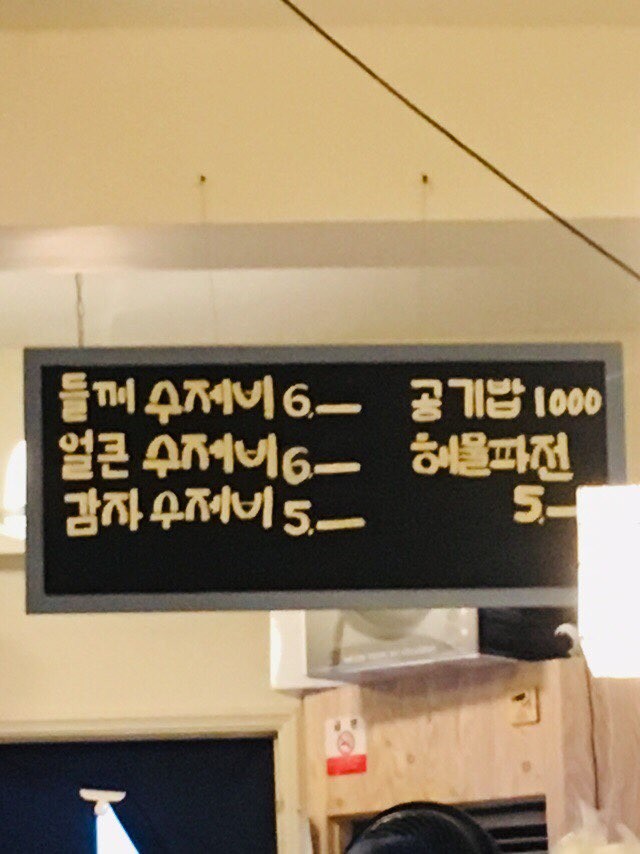 들깨 수제비 6,—
얼큰 수제비 6,—
감자 수제비 5,—
공기밥 1000
해물파전
5,—